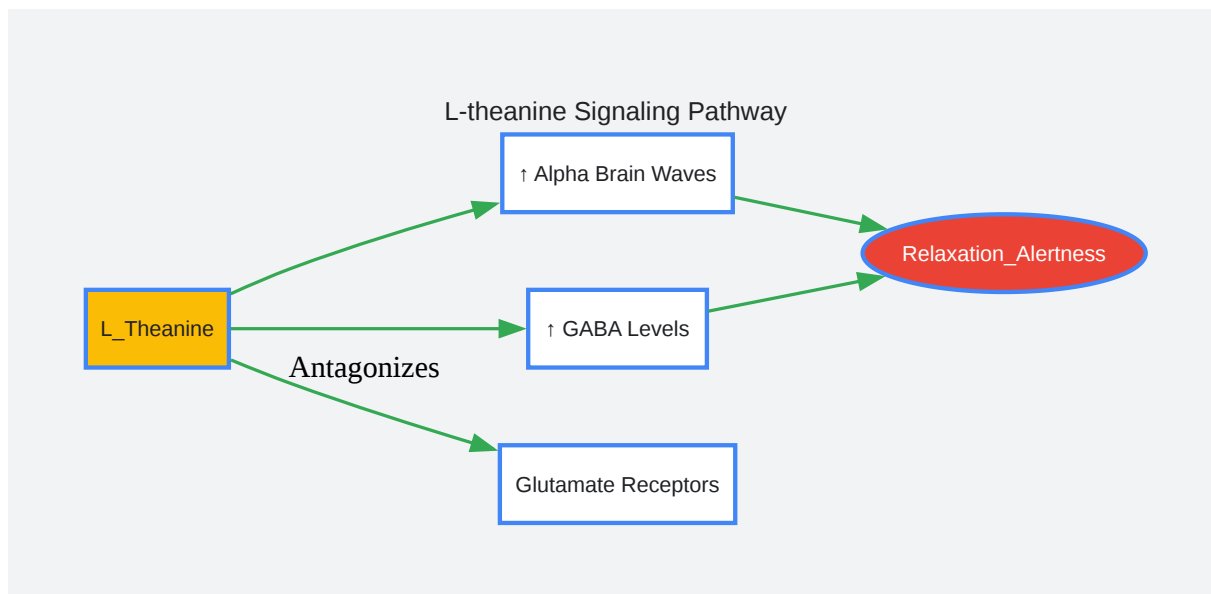 L-theanine Signaling Pathway
↑ Alpha Brain Waves
Relaxation_Alertness
L_Theanine
↑ GABA Levels
Antagonizes
Glutamate Receptors